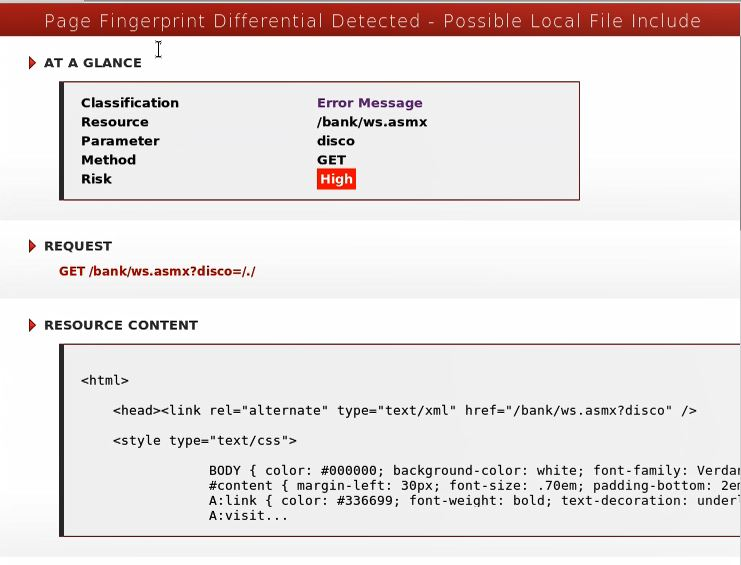 Page Fingerprint Differential Detected - Possible Local File Include
AT A GLANCE
Classification Error Message
Resource /bank/ws.asmx
Parameter disco
Method GET
Risk High
REQUEST
GET /bank/ws.asmx?disco=/./
RESOURCE CONTENT
<html>
<head><link rel="alternate" type="text/xml" href="/bank/ws.asmx?disco" />
<style type="text/css">
BODY { color: #000000; background-color: white; font-family:
#content { margin-left: 30px; font-size: .70em; padding-bottom:
A:link { color: #336699; font-weight: bold; text-decoration:
A:visit...